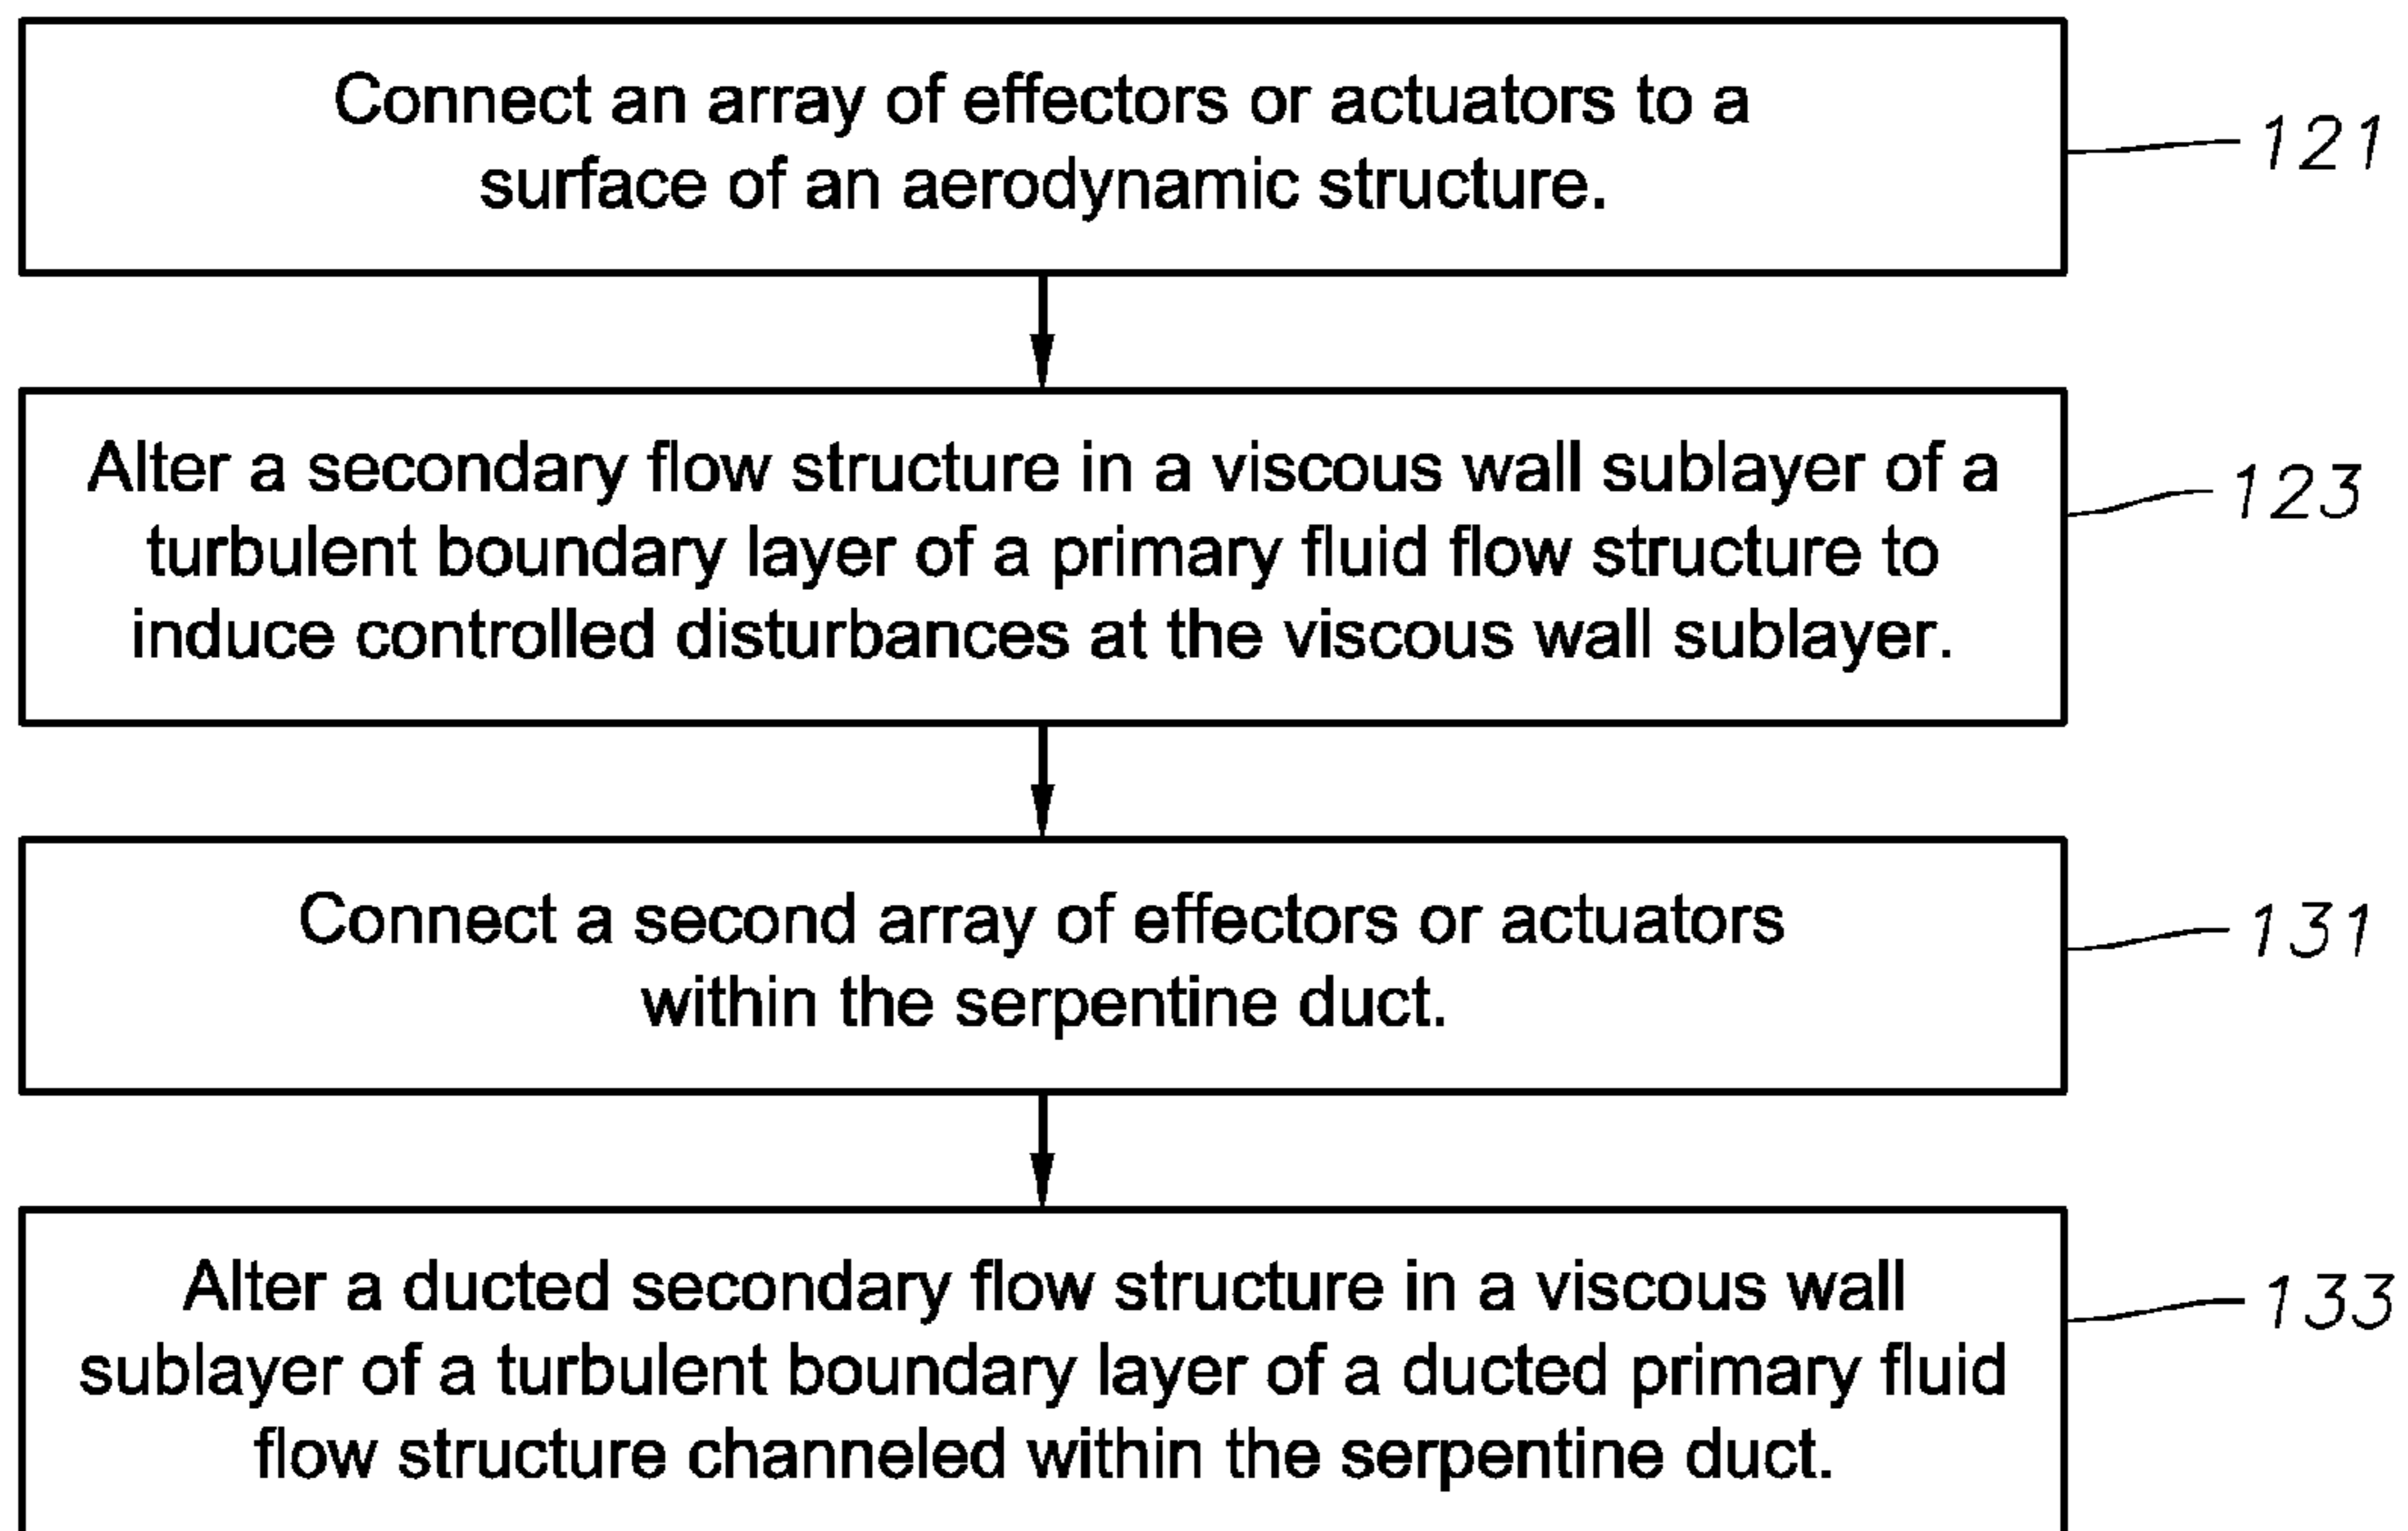 Connect an array of effectors or actuators to a
surface of an aerodynamic structure.
121
Alter a secondary flow structure in a viscous wall sublayer of a
turbulent boundary layer of a primary fluid flow structure to
induce controlled disturbances at the viscous wall sublayer.
123
Connect a second array of effectors or actuators
within the serpentine duct.
131
Alter a ducted secondary flow structure in a viscous wall
sublayer of a turbulent boundary layer of a ducted primary fluid
flow structure channeled within the serpentine duct.
133